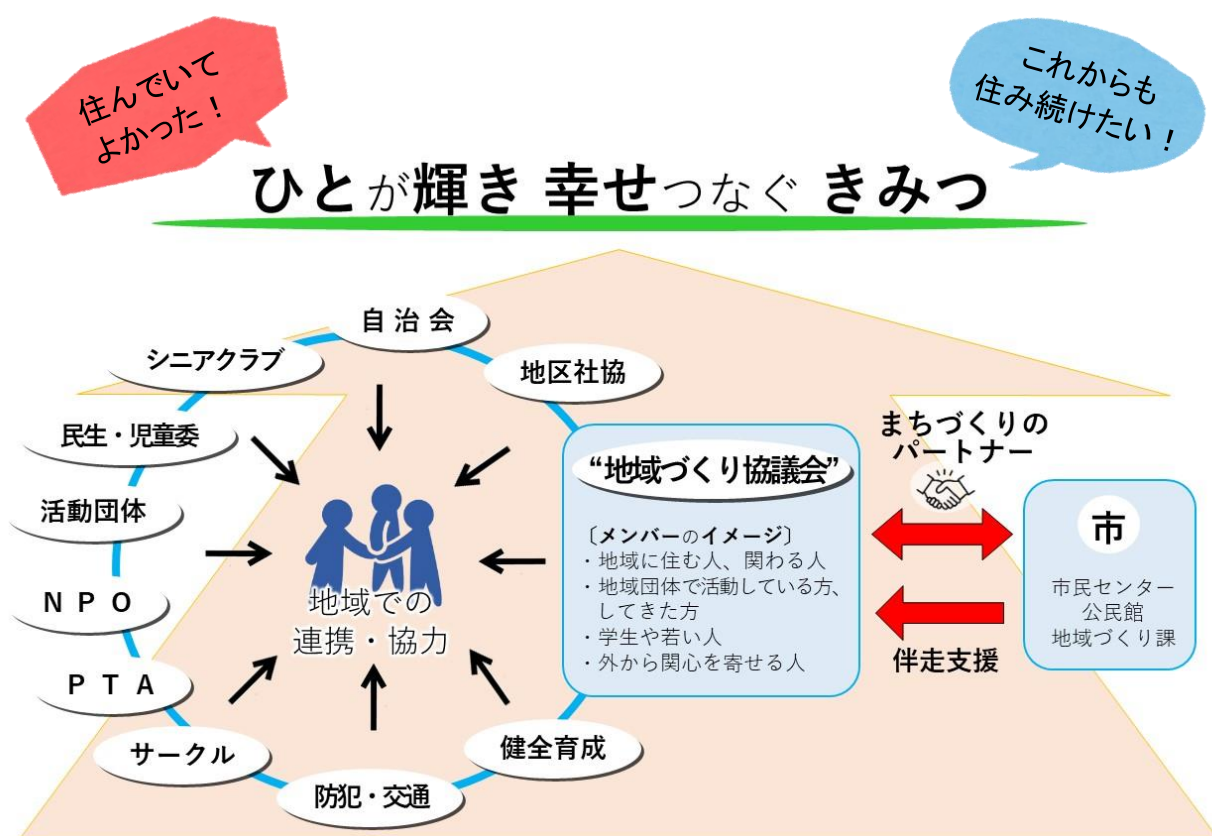 住んでいて
よかった！
これからも
住み続けたい！
ひとが輝き 幸せつなぐ きみつ
自治会
シニアクラブ
地区社協
民生・児童委
活動団体
NPO
PTA
サークル
防犯・交通
健全育成
地域での
連携・協力
“地域づくり協議会”
〔メンバーのイメージ〕
・地域に住む人、関わる人
・地域団体で活動している方、
してきた方
・学生や若い人
・外から関心を寄せる人
まちづくりの
パートナー
伴走支援
市
市民センター
公民館
地域づくり課